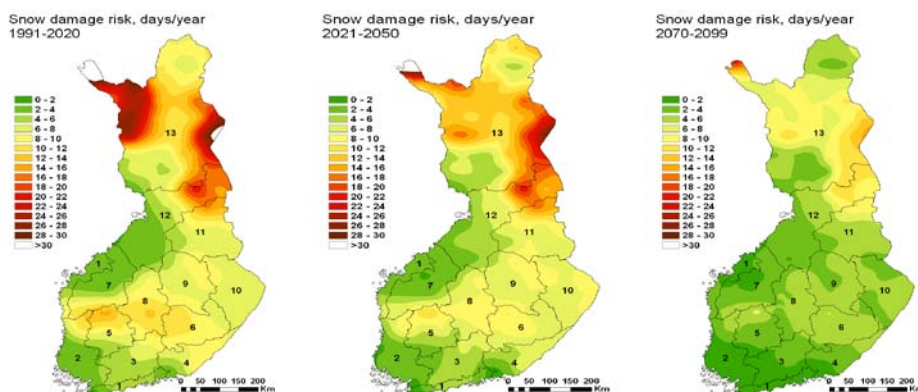 Snow damage risk, days/year
1991-2020
0 - 2
2 - 4
4 - 6
6 - 8
8 - 10
10 - 12
12 - 14
14 - 16
16 - 18
18 - 20
20 - 22
22 - 24
24 - 26
26 - 28
28 - 30
>30
13
12
11
1
7
9
10
8
5
6
2
3
4
1
0 50 100 150 200
Km
Snow damage risk, days/year
2021-2050
0 - 2
2 - 4
4 - 6
6 - 8
8 - 10
10 - 12
12 - 14
14 - 16
16 - 18
18 - 20
20 - 22
22 - 24
24 - 26
26 - 28
28 - 30
>30
13
12
11
1
7
9
10
8
5
6
2
3
4
1
0 50 100 150 200
Km
Snow damage risk, days/year
2070-2099
0 - 2
2 - 4
4 - 6
6 - 8
8 - 10
10 - 12
12 - 14
14 - 16
16 - 18
18 - 20
20 - 22
22 - 24
24 - 26
26 - 28
28 - 30
>30
13
12
11
1
7
9
10
8
5
6
2
3
4
1
0 50 100 150 200
Km